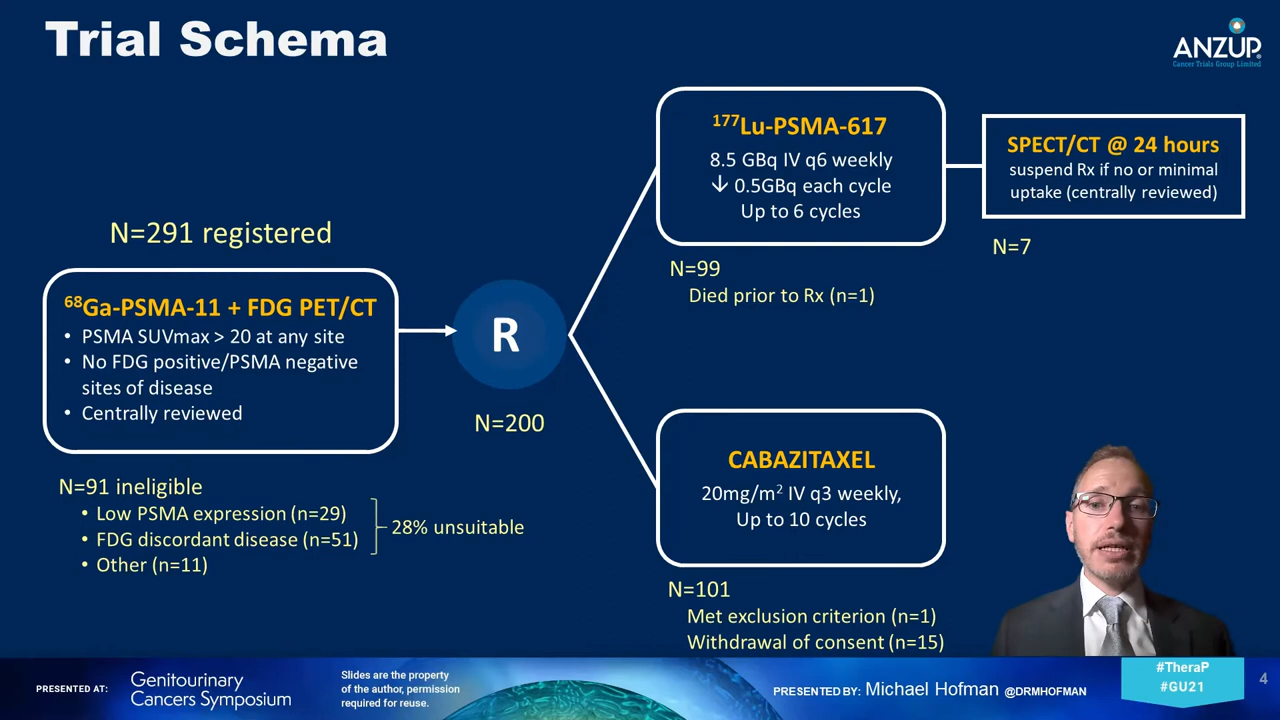 Trial Schema
ANZUP
Cancer Trials Group Limited
N=291 registered
⁶⁸Ga-PSMA-11 + FDG PET/CT
• PSMA SUVmax > 20 at any site
• No FDG positive/PSMA negative
sites of disease
• Centrally reviewed
N=91 ineligible
• Low PSMA expression (n=29)
• FDG discordant disease (n=51)
• Other (n=11)
28% unsuitable
R
N=200
¹⁷⁷Lu-PSMA-617
8.5 GBq IV q6 weekly
↓ 0.5GBq each cycle
Up to 6 cycles
N=99
Died prior to Rx (n=1)
SPECT/CT @ 24 hours
suspend Rx if no or minimal
uptake (centrally reviewed)
N=7
CABAZITAXEL
20mg/m² IV q3 weekly,
Up to 10 cycles
N=101
Met exclusion criterion (n=1)
Withdrawal of consent (n=15)
PRESENTED AT:
Genitourinary
Cancers Symposium
Slides are the property
of the author, permission
required for reuse.
PRESENTED BY: Michael Hofman @DRMHOFMAN
#TheraP
#GU21
4